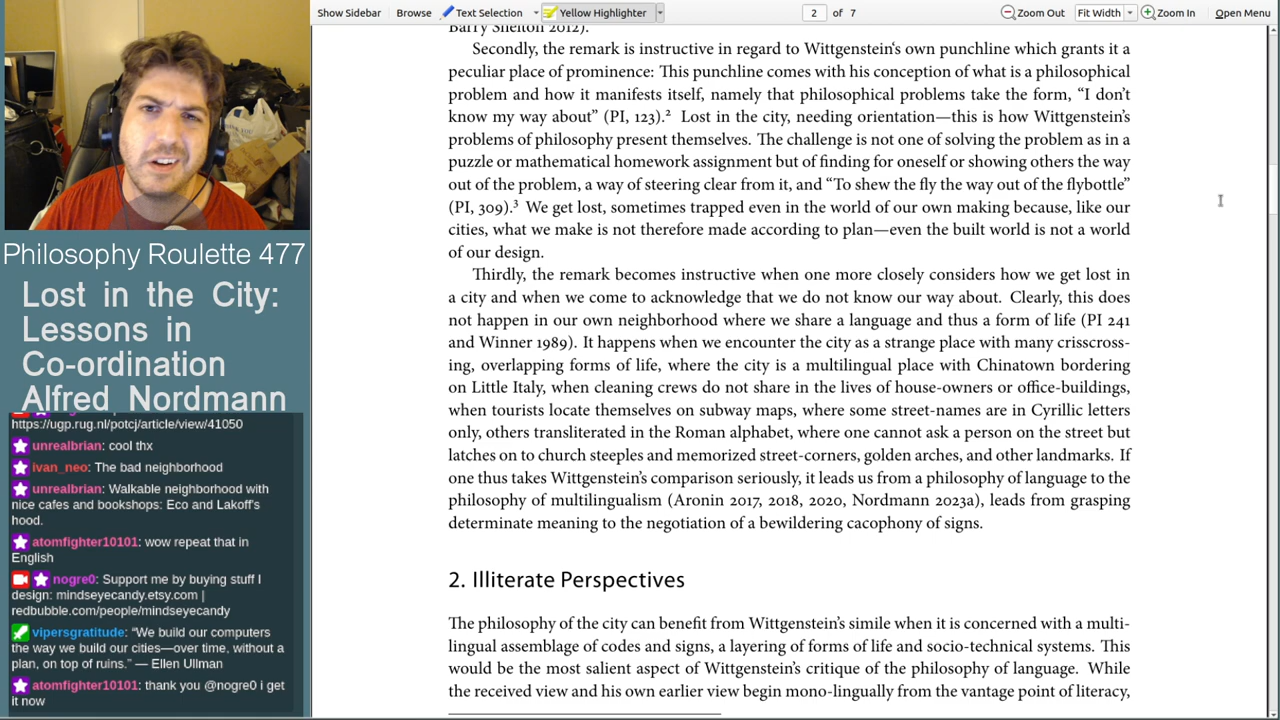 Show Sidebar Browse Text Selection Yellow Highlighter 2 of 7 Zoom Out Fit Width Zoom In Open Menu
Barry Shelton 2012).
Secondly, the remark is instructive in regard to Wittgenstein‘s own punchline which grants it a
peculiar place of prominence: This punchline comes with his conception of what is a philosophical
problem and how it manifests itself, namely that philosophical problems take the form, “I don’t
know my way about” (PI, 123).² Lost in the city, needing orientation—this is how Wittgenstein’s
problems of philosophy present themselves. The challenge is not one of solving the problem as in a
puzzle or mathematical homework assignment but of finding for oneself or showing others the way
out of the problem, a way of steering clear from it, and “To shew the fly the way out of the flybottle”
(PI, 309).³ We get lost, sometimes trapped even in the world of our own making because, like our
cities, what we make is not therefore made according to plan—even the built world is not a world
of our design.
Thirdly, the remark becomes instructive when one more closely considers how we get lost in
a city and when we come to acknowledge that we do not know our way about. Clearly, this does
not happen in our own neighborhood where we share a language and thus a form of life (PI 241
and Winner 1989). It happens when we encounter the city as a strange place with many crisscross-
ing, overlapping forms of life, where the city is a multilingual place with Chinatown bordering
on Little Italy, when cleaning crews do not share in the lives of house-owners or office-buildings,
when tourists locate themselves on subway maps, where some street-names are in Cyrillic letters
only, others transliterated in the Roman alphabet, where one cannot ask a person on the street but
latches on to church steeples and memorized street-corners, golden arches, and other landmarks. If
one thus takes Wittgenstein’s comparison seriously, it leads us from a philosophy of language to the
philosophy of multilingualism (Aronin 2017, 2018, 2020, Nordmann 2023a), leads from grasping
determinate meaning to the negotiation of a bewildering cacophony of signs.
2. Illiterate Perspectives
The philosophy of the city can benefit from Wittgenstein’s simile when it is concerned with a multi-
lingual assemblage of codes and signs, a layering of forms of life and socio-technical systems. This
would be the most salient aspect of Wittgenstein’s critique of the philosophy of language. While
the received view and his own earlier view begin mono-lingually from the vantage point of literacy,
Philosophy Roulette 477
Lost in the City:
Lessons in
Co-ordination
Alfred Nordmann
https://ugp.rug.nl/potcj/article/view/41050
unrealbrian: cool thx
ivan_neo: The bad neighborhood
unrealbrian: Walkable neighborhood with
nice cafes and bookshops: Eco and Lakoff's
hood.
atomfighter10101: wow repeat that in
English
nogre0: Support me by buying stuff I
design: mindseyecandy.etsy.com |
redbubble.com/people/mindseyecandy
vipersgratitude: “We build our computers
the way we build our cities—over time, without a
plan, on top of ruins.” — Ellen Ullman
atomfighter10101: thank you @nogre0 i get
it now